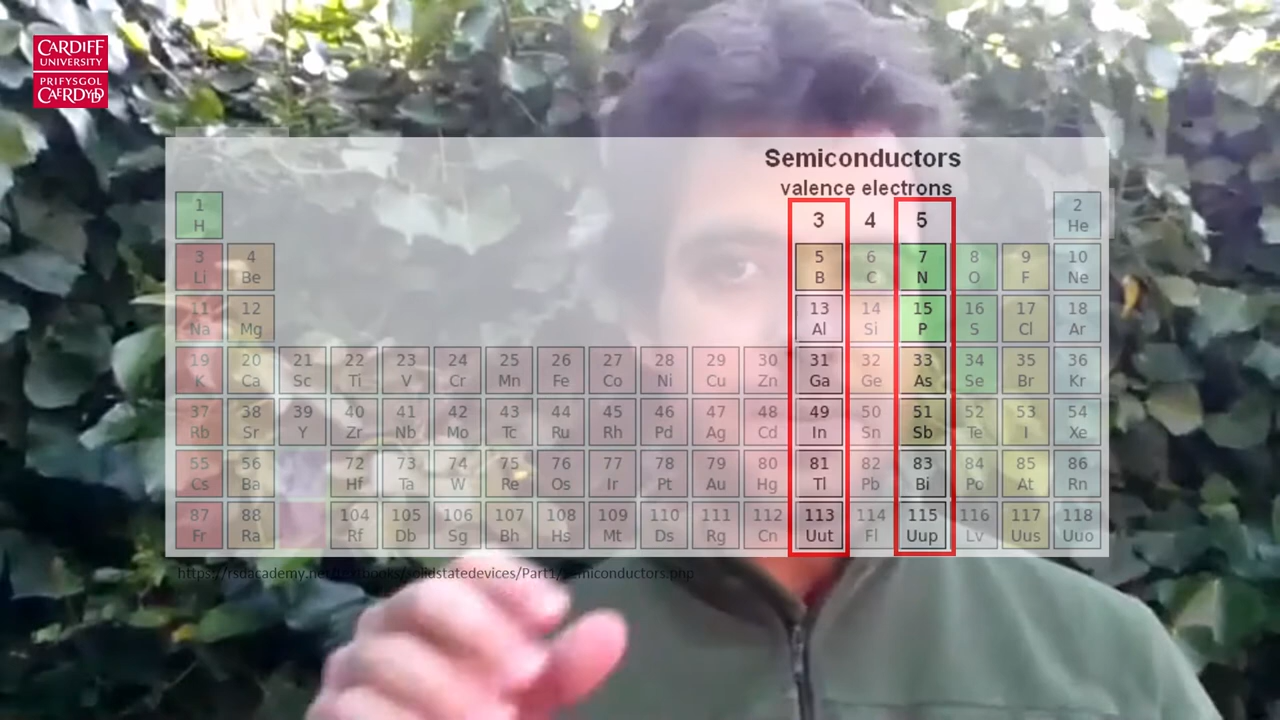 CARDIFF
UNIVERSITY
PRIFYSGOL
CAERDYDD
Semiconductors
valence electrons
3 4 5
1 2
H He
3 4 5 6 7 8 9 10
Li Be B C N O F Ne
11 12 13 14 15 16 17 18
Na Mg Al Si P S Cl Ar
19 20 21 22 23 24 25 26 27 28 29 30 31 32 33 34 35 36
K Ca Sc Ti V Cr Mn Fe Co Ni Cu Zn Ga Ge As Se Br Kr
37 38 39 40 41 42 43 44 45 46 47 48 49 50 51 52 53 54
Rb Sr Y Zr Nb Mo Tc Ru Rh Pd Ag Cd In Sn Sb Te I Xe
55 56 72 73 74 75 76 77 78 79 80 81 82 83 84 85 86
Cs Ba Hf Ta W Re Os Ir Pt Au Hg Tl Pb Bi Po At Rn
87 88 104 105 106 107 108 109 110 111 112 113 114 115 116 117 118
Fr Ra Rf Db Sg Bh Hs Mt Ds Rg Cn Uut Fl Uup Lv Uus Uuo
https://rsoacademy.net/textbooks/solidstatedevices/Part1/semiconductors.php